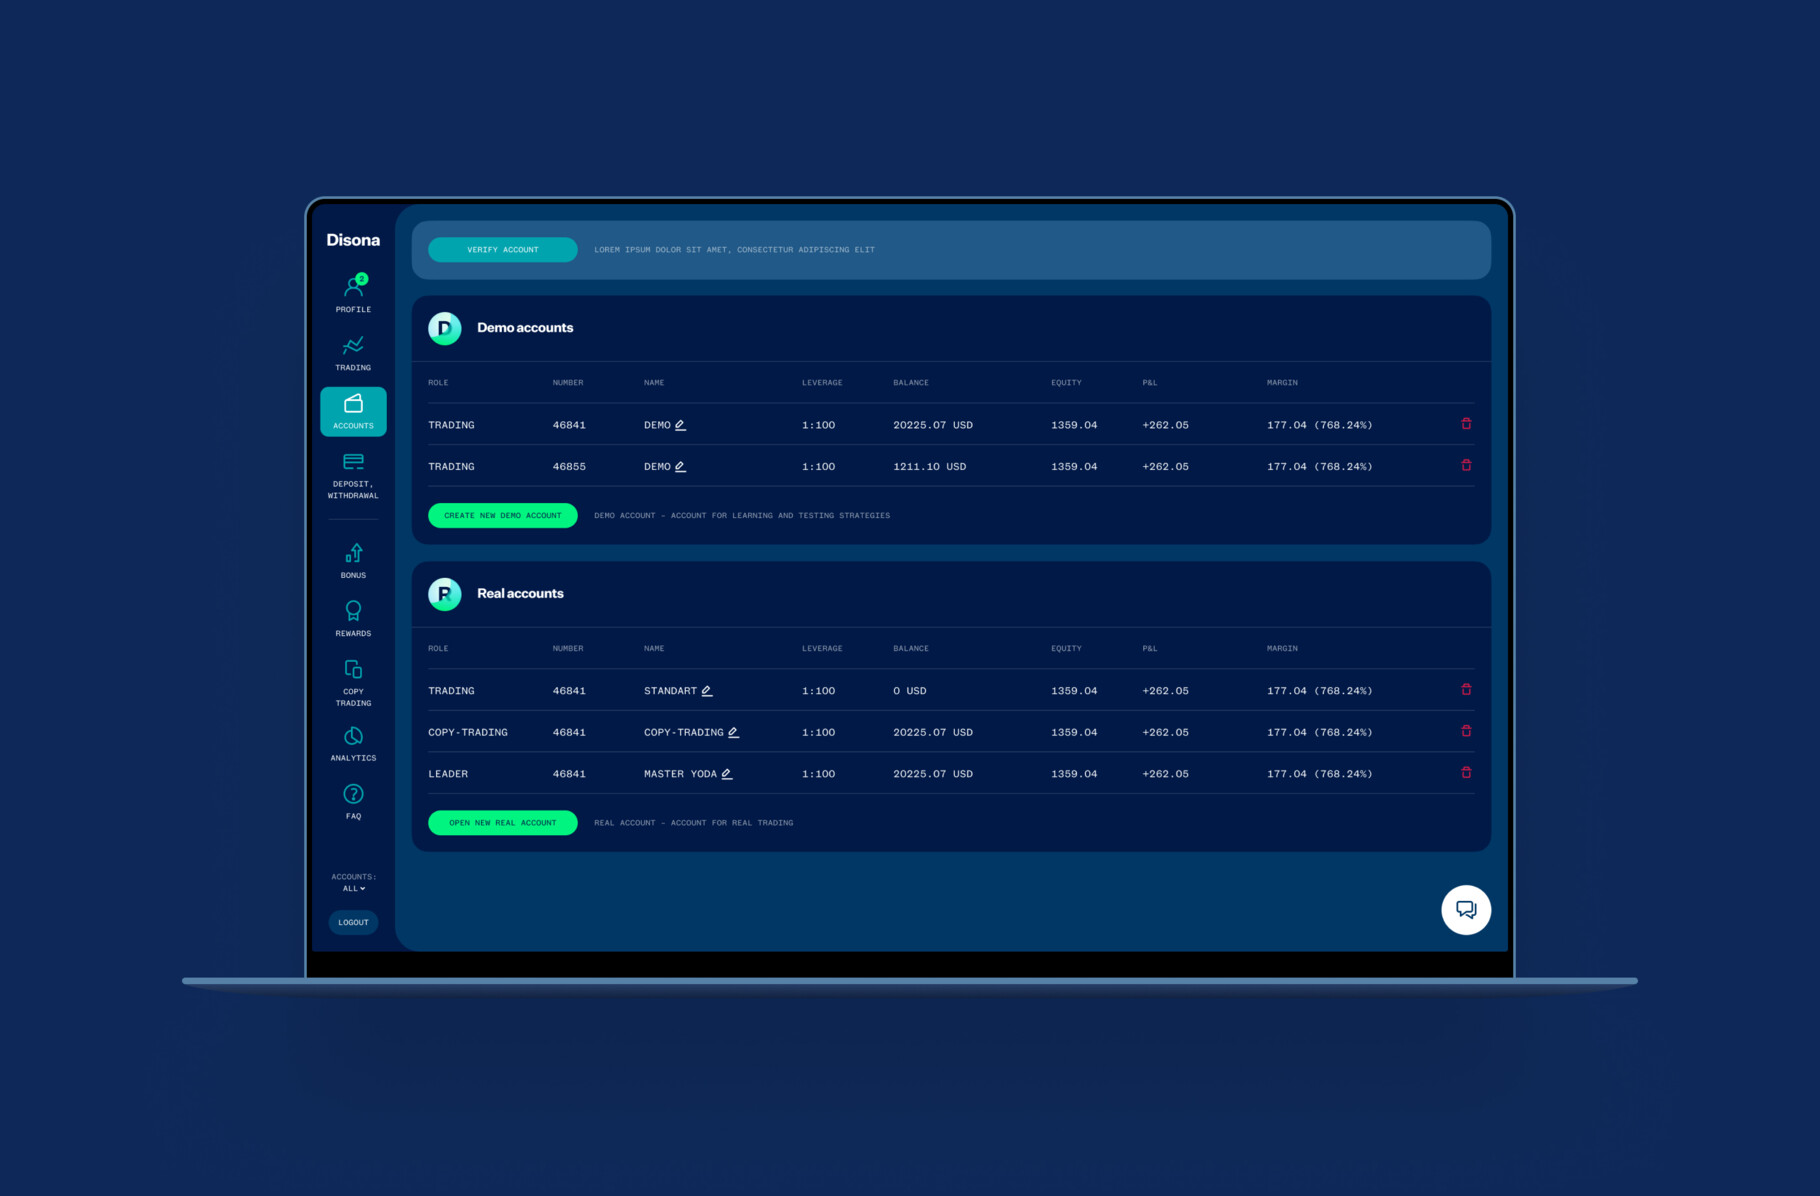 Disona
2
PROFILE
TRADING
ACCOUNTS
DEPOSIT,
WITHDRAWAL
BONUS
REWARDS
COPY
TRADING
ANALYTICS
FAQ
ACCOUNTS:
ALL
LOGOUT
VERIFY ACCOUNT LOREM IPSUM DOLOR SIT AMET, CONSECTETUR ADIPISCING ELIT
D Demo accounts
ROLE NUMBER NAME LEVERAGE BALANCE EQUITY P&L MARGIN
TRADING 46841 DEMO 1:100 20225.07 USD 1359.04 +262.05 177.04 (768.24%)
TRADING 46855 DEMO 1:100 1211.10 USD 1359.04 +262.05 177.04 (768.24%)
CREATE NEW DEMO ACCOUNT DEMO ACCOUNT – ACCOUNT FOR LEARNING AND TESTING STRATEGIES
R Real accounts
ROLE NUMBER NAME LEVERAGE BALANCE EQUITY P&L MARGIN
TRADING 46841 STANDART 1:100 0 USD 1359.04 +262.05 177.04 (768.24%)
COPY-TRADING 46841 COPY-TRADING 1:100 20225.07 USD 1359.04 +262.05 177.04 (768.24%)
LEADER 46841 MASTER YODA 1:100 20225.07 USD 1359.04 +262.05 177.04 (768.24%)
OPEN NEW REAL ACCOUNT REAL ACCOUNT – ACCOUNT FOR REAL TRADING